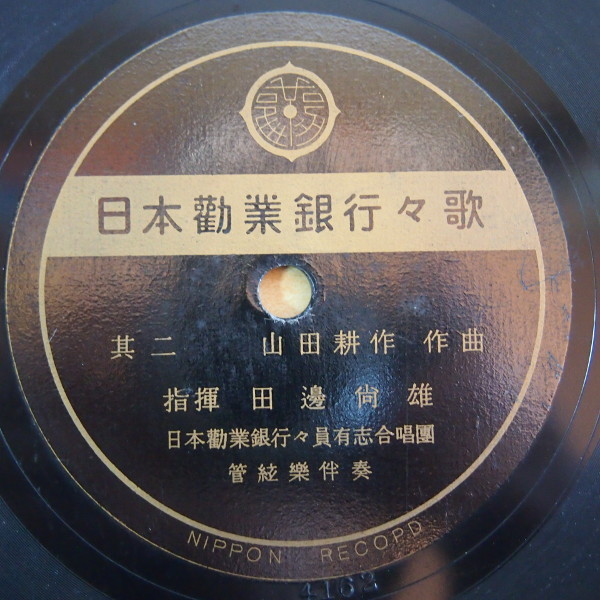 日本勸業銀行々歌
其二 山田耕作 作曲
指揮 田邊尙雄
日本勸業銀行々員有志合唱團
管絃樂伴奏
NIPPON RECORD
4162